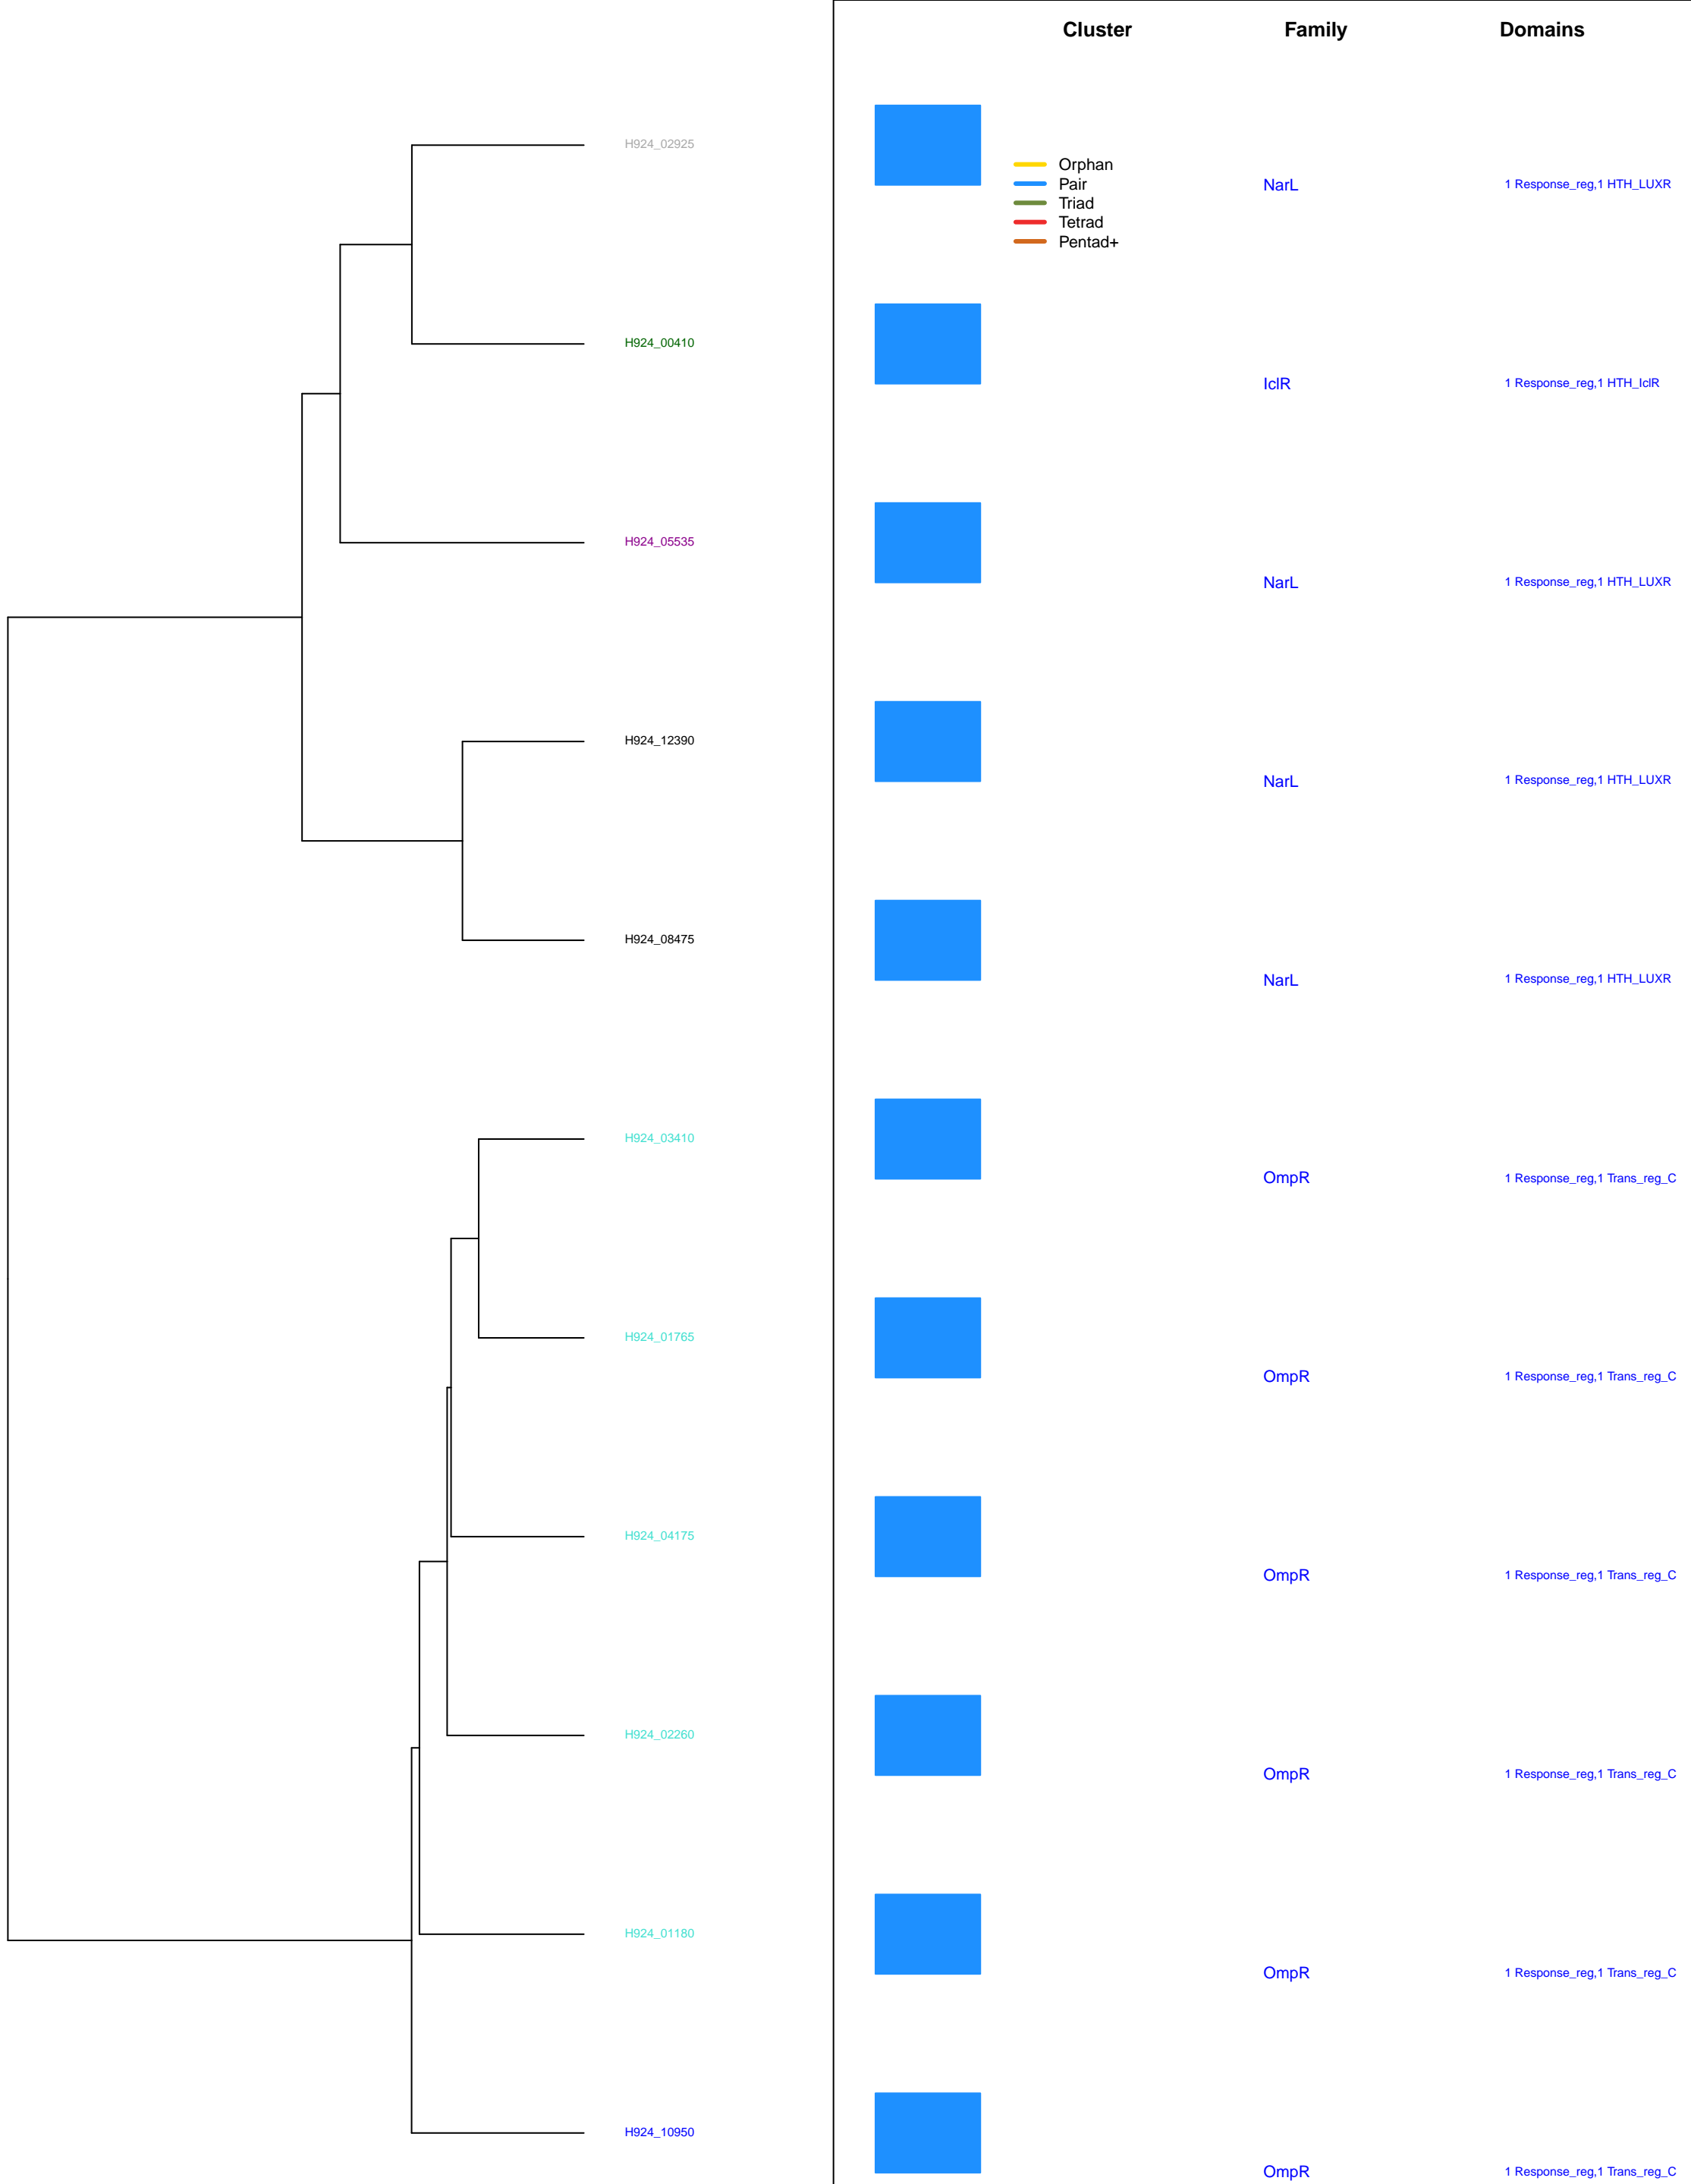 Cluster Family Domains
H924_02925
Orphan
Pair
Triad
Tetrad
Pentad+
NarL 1 Response_reg,1 HTH_LUXR
H924_00410
IclR 1 Response_reg,1 HTH_IclR
H924_05535
NarL 1 Response_reg,1 HTH_LUXR
H924_12390
NarL 1 Response_reg,1 HTH_LUXR
H924_08475
NarL 1 Response_reg,1 HTH_LUXR
H924_03410
OmpR 1 Response_reg,1 Trans_reg_C
H924_01765
OmpR 1 Response_reg,1 Trans_reg_C
H924_04175
OmpR 1 Response_reg,1 Trans_reg_C
H924_02260
OmpR 1 Response_reg,1 Trans_reg_C
H924_01180
OmpR 1 Response_reg,1 Trans_reg_C
H924_10950
OmpR 1 Response_reg,1 Trans_reg_C